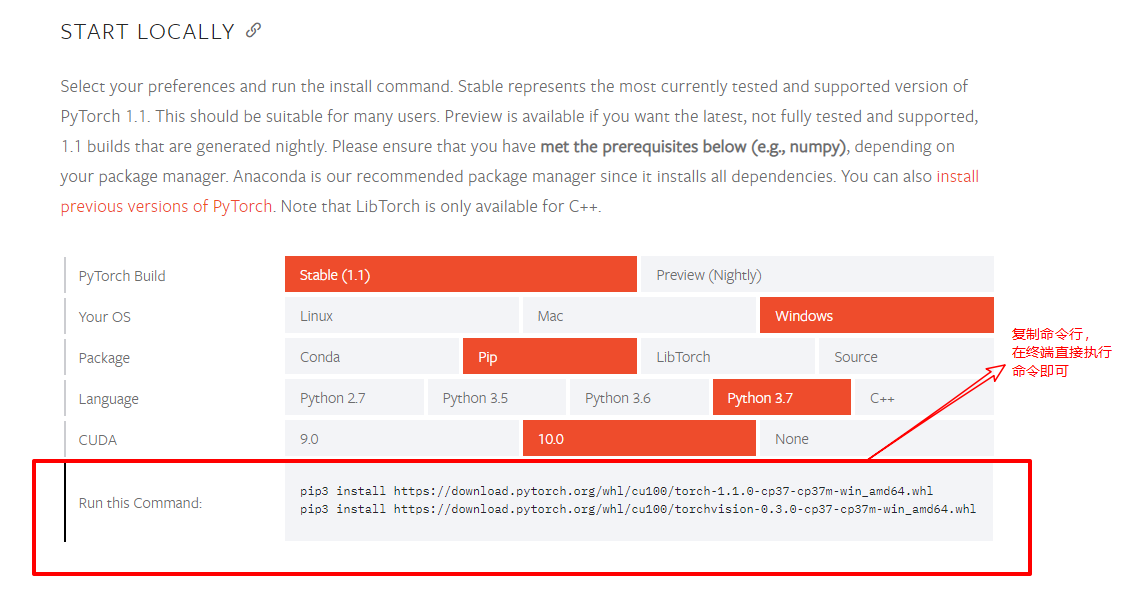 START LOCALLY
Select your preferences and run the install command. Stable represents the most currently tested and supported version of
PyTorch 1.1. This should be suitable for many users. Preview is available if you want the latest, not fully tested and supported,
1.1 builds that are generated nightly. Please ensure that you have met the prerequisites below (e.g., numpy), depending on
your package manager. Anaconda is our recommended package manager since it installs all dependencies. You can also install
previous versions of PyTorch. Note that LibTorch is only available for C++.
PyTorch Build Stable (1.1) Preview (Nightly)
Your OS Linux Mac Windows
Package Conda Pip LibTorch Source
Language Python 2.7 Python 3.5 Python 3.6 Python 3.7 C++
CUDA 9.0 10.0 None
Run this Command:
pip3 install https://download.pytorch.org/whl/cu100/torch-1.1.0-cp37-cp37m-win_amd64.whl
pip3 install https://download.pytorch.org/whl/cu100/torchvision-0.3.0-cp37-cp37m-win_amd64.whl
复制命令行，
在终端直接执行
命令即可